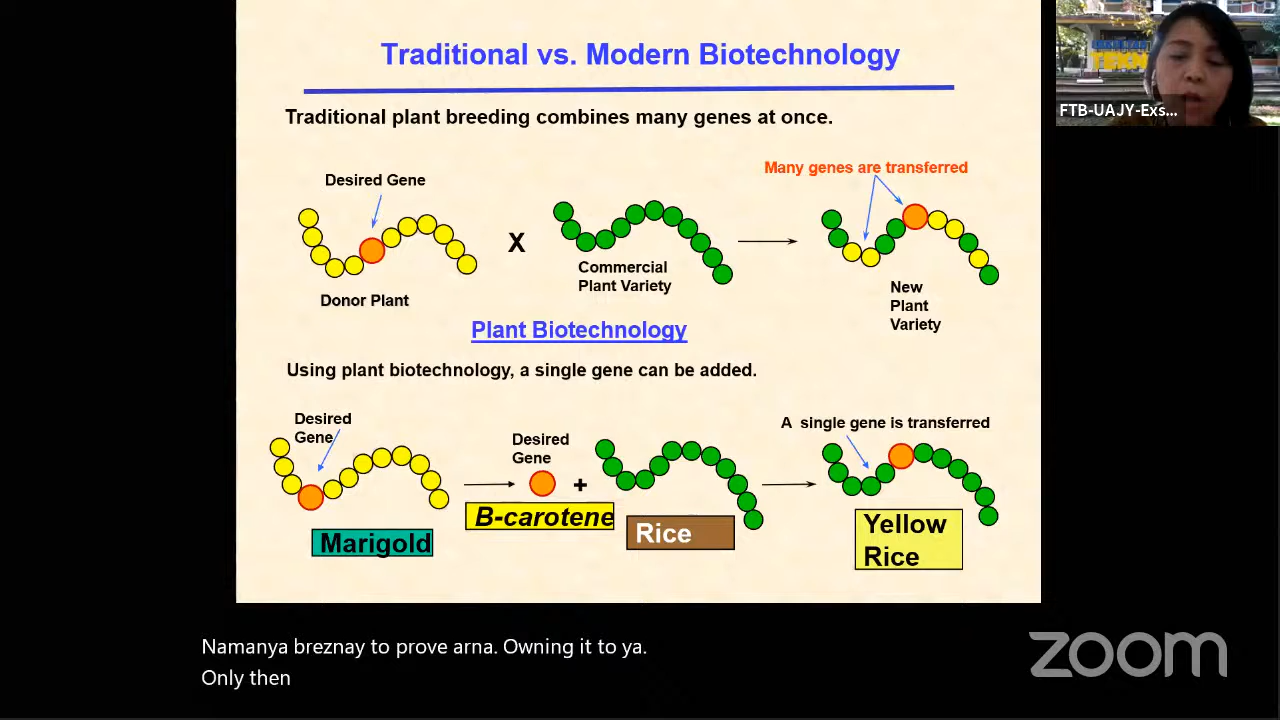 Traditional vs. Modern Biotechnology
Traditional plant breeding combines many genes at once.
Many genes are transferred
Desired Gene
X
Commercial
Plant Variety
Donor Plant
New
Plant
Variety
Plant Biotechnology
Using plant biotechnology, a single gene can be added.
Desired
Gene
Desired
Gene
A single gene is transferred
+
B-carotene
Marigold
Rice
Yellow
Rice
FTB-UAJY-Exs...
Namanya breznay to prove arna. Owning it to ya.
Only then
zoom